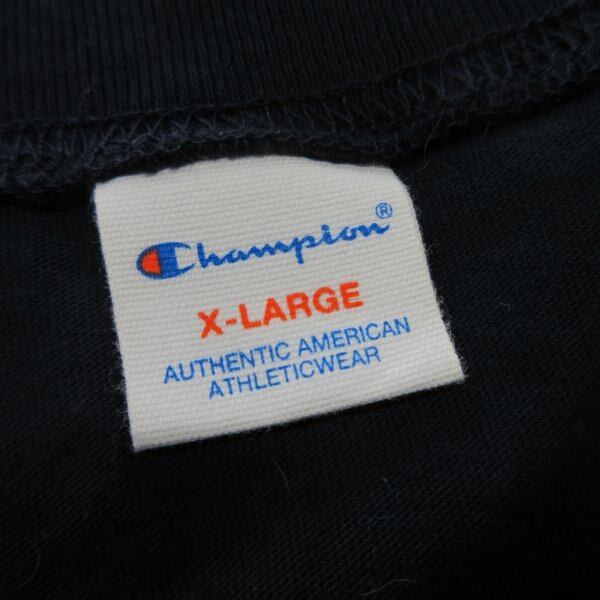 Champion®
X-LARGE
AUTHENTIC AMERICAN
ATHLETICWEAR